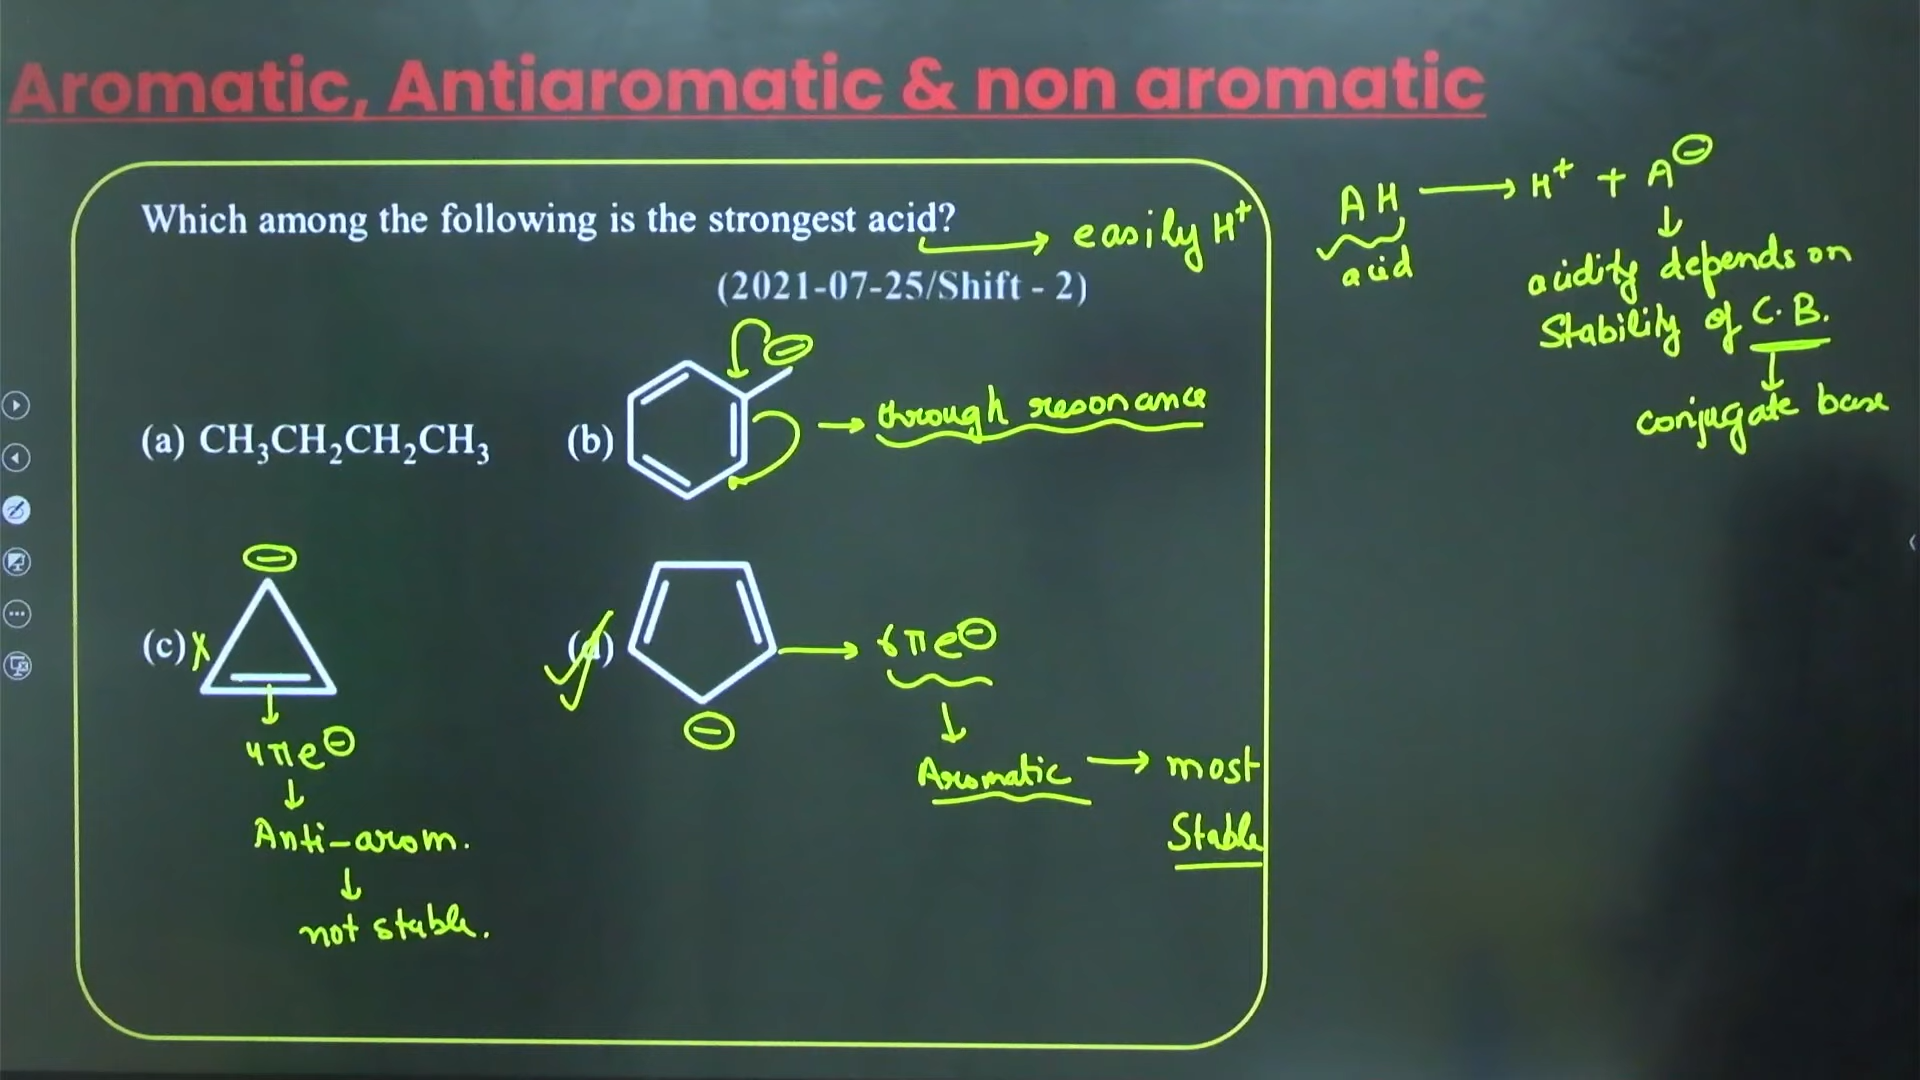 Aromatic, Antiaromatic & non aromatic
Which among the following is the strongest acid?
easily H⁺
(2021-07-25/Shift - 2)
AH → H⁺ + A⊖
↓
acid
acidity depends on
Stability of C.B.
↓
conjugate base
(a) CH₃CH₂CH₂CH₃ (b)
⊖
→ through resonance
⊖
(c) x
(d) → 6πe⊖
⊖
↓
4πe⊖
↓
Aromatic → most
Stable
Anti-arom.
↓
not stable.